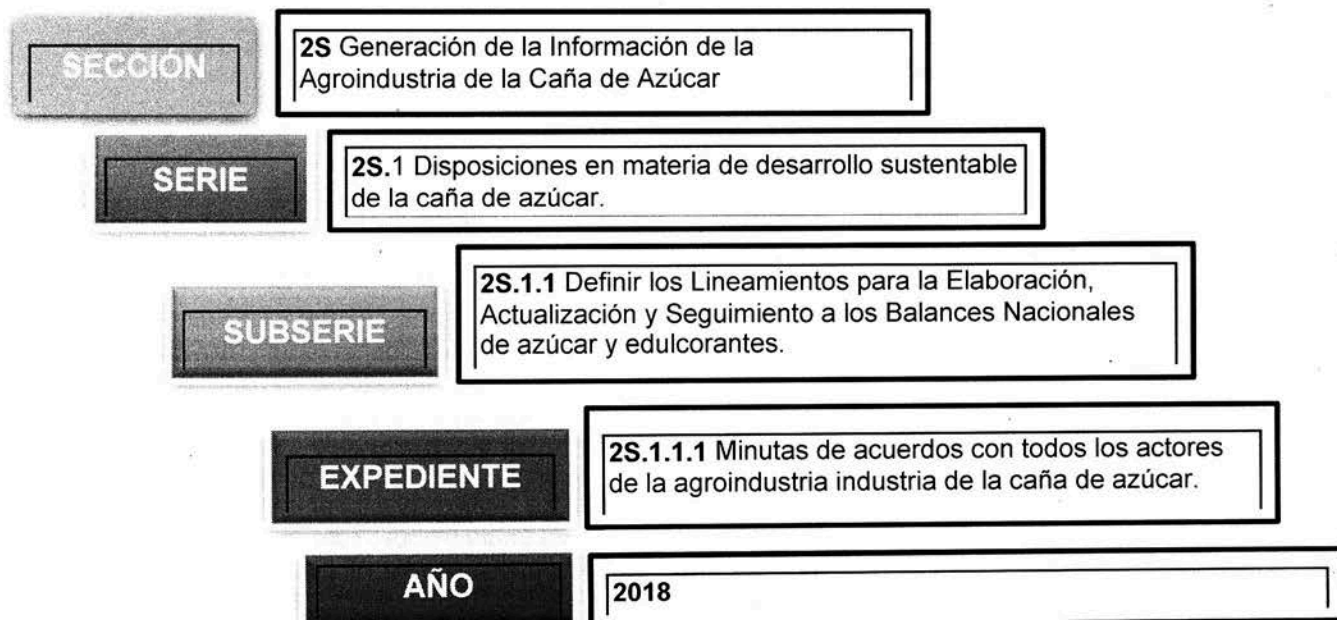 SECCIÓN
2S Generación de la Información de la
Agroindustria de la Caña de Azúcar
SERIE
2S.1 Disposiciones en materia de desarrollo sustentable
de la caña de azúcar.
SUBSERIE
2S.1.1 Definir los Lineamientos para la Elaboración,
Actualización y Seguimiento a los Balances Nacionales
de azúcar y edulcorantes.
EXPEDIENTE
2S.1.1.1 Minutas de acuerdos con todos los actores
de la agroindustria industria de la caña de azúcar.
AÑO
2018